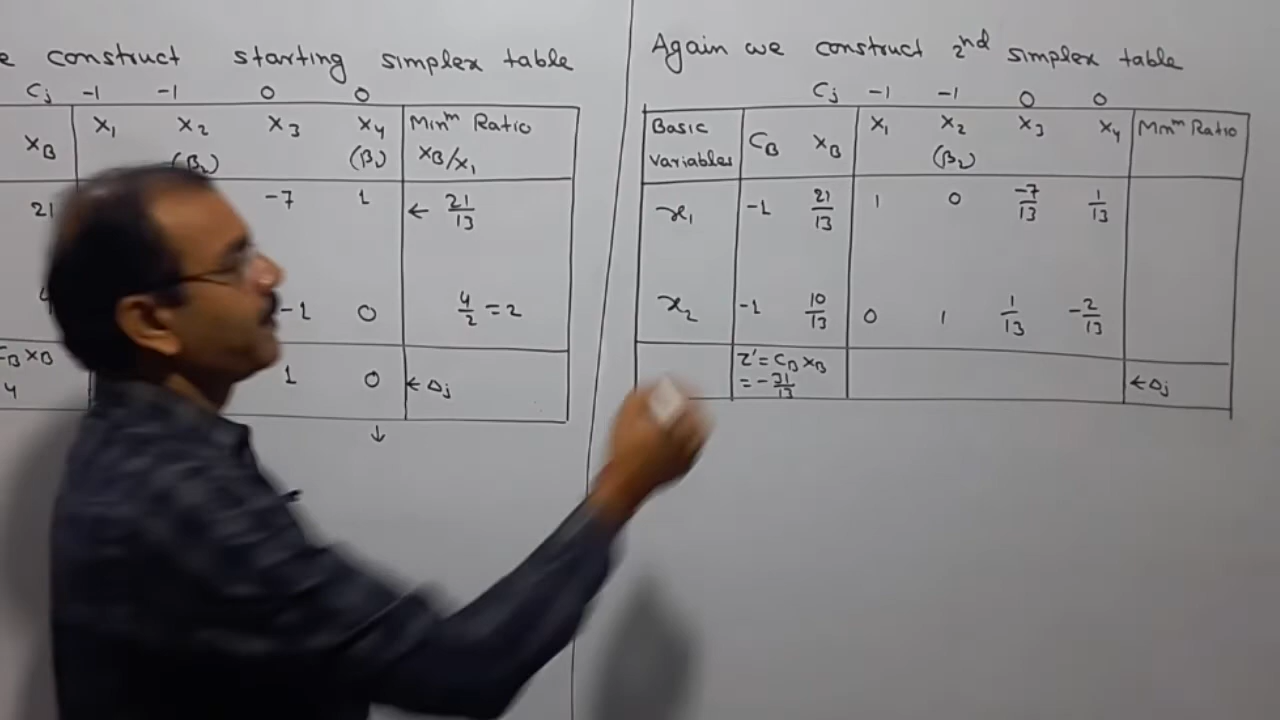 e construct starting simplex table
Cj -1 -1 0 0
XB X1 X2 X3 X4 Minm Ratio
(β2) (β1) XB/X1
21 -7 1 ← 21/13
4 -1 0 4/2 = 2
CB XB
4 1 0 ← Δj
↓
Again we construct 2nd simplex table
Cj -1 -1 0 0
Basic variables CB XB X1 X2 X3 X4 Mnm Ratio
(β2)
x1 -1 21/13 1 0 -7/13 1/13
x2 -1 10/13 0 1 1/13 -2/13
Z' = CB XB
= -31/13 ← Δj